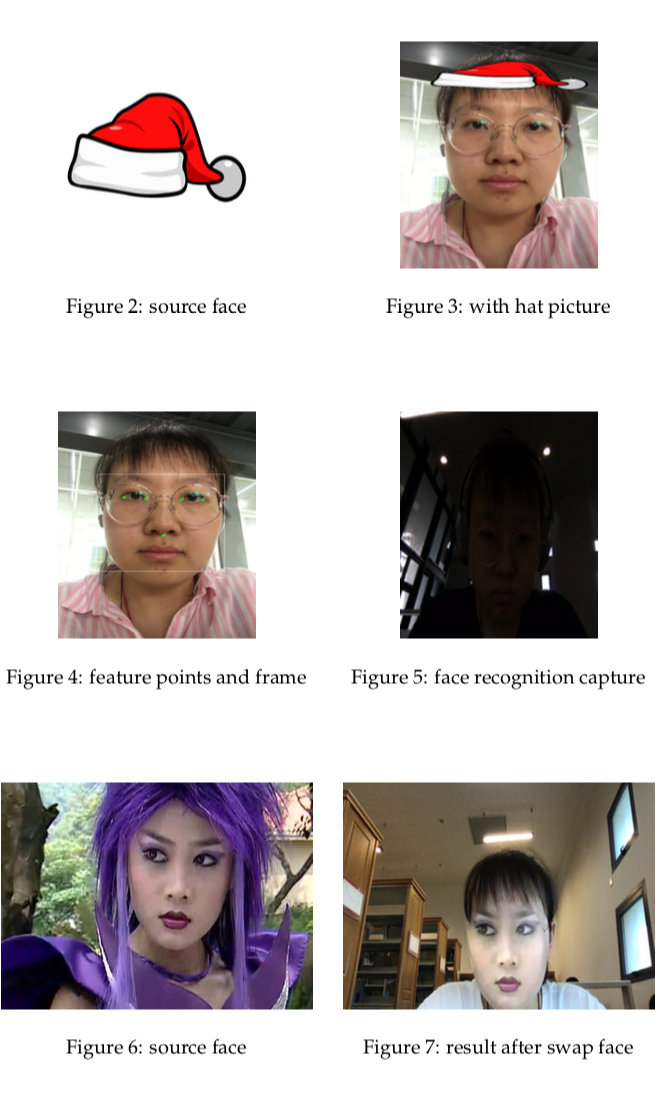 Figure 2: source face
Figure 3: with hat picture
Figure 4: feature points and frame
Figure 5: face recognition capture
Figure 6: source face
Figure 7: result after swap face